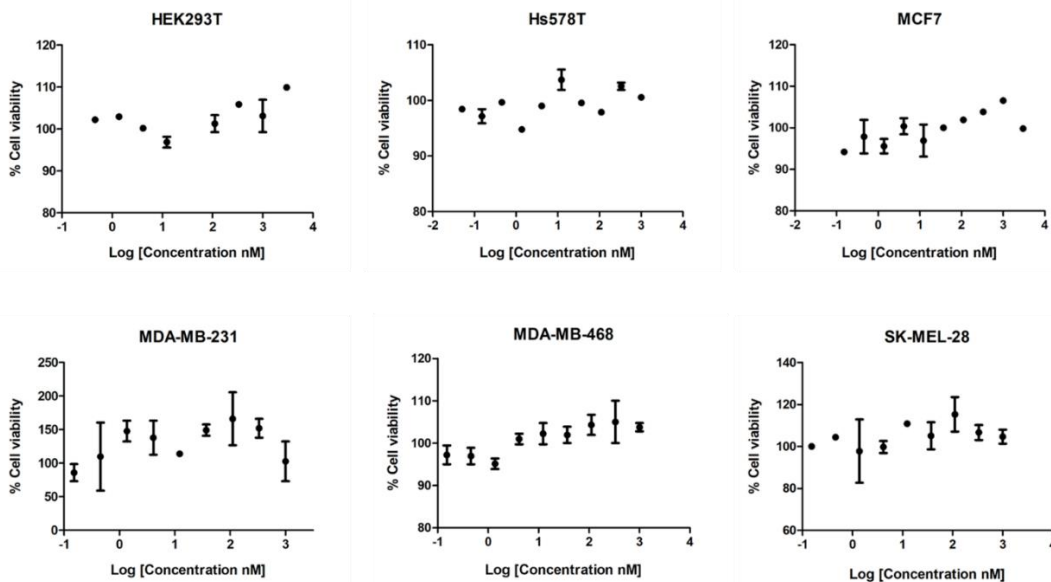 HEK293T
120
110
100
90
80
% Cell viability
-1 0 1 2 3 4
Log [Concentration nM]
Hs578T
120
110
100
90
80
% Cell viability
-2 -1 0 1 2 3 4
Log [Concentration nM]
MCF7
120
110
100
90
80
% Cell viability
-2 -1 0 1 2 3 4
Log [Concentration nM]
MDA-MB-231
250
200
150
100
50
0
% Cell viability
-1 0 1 2 3
Log [Concentration nM]
MDA-MB-468
120
110
100
90
80
% Cell viability
-1 0 1 2 3 4
Log [Concentration nM]
SK-MEL-28
140
120
100
80
60
% Cell viability
-1 0 1 2 3 4
Log [Concentration nM]